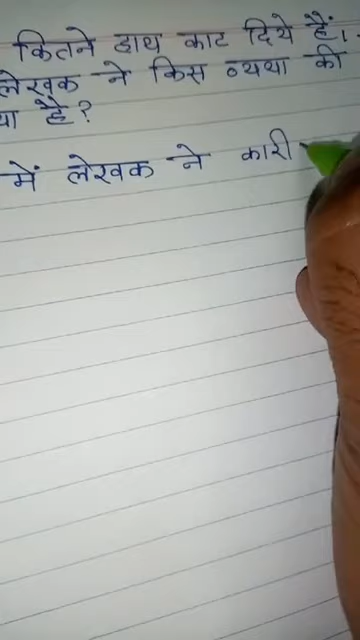 कितने हाथ काट दिये हैं।
लेखक ने किस व्यथा की
या है?
में लेखक ने कारी